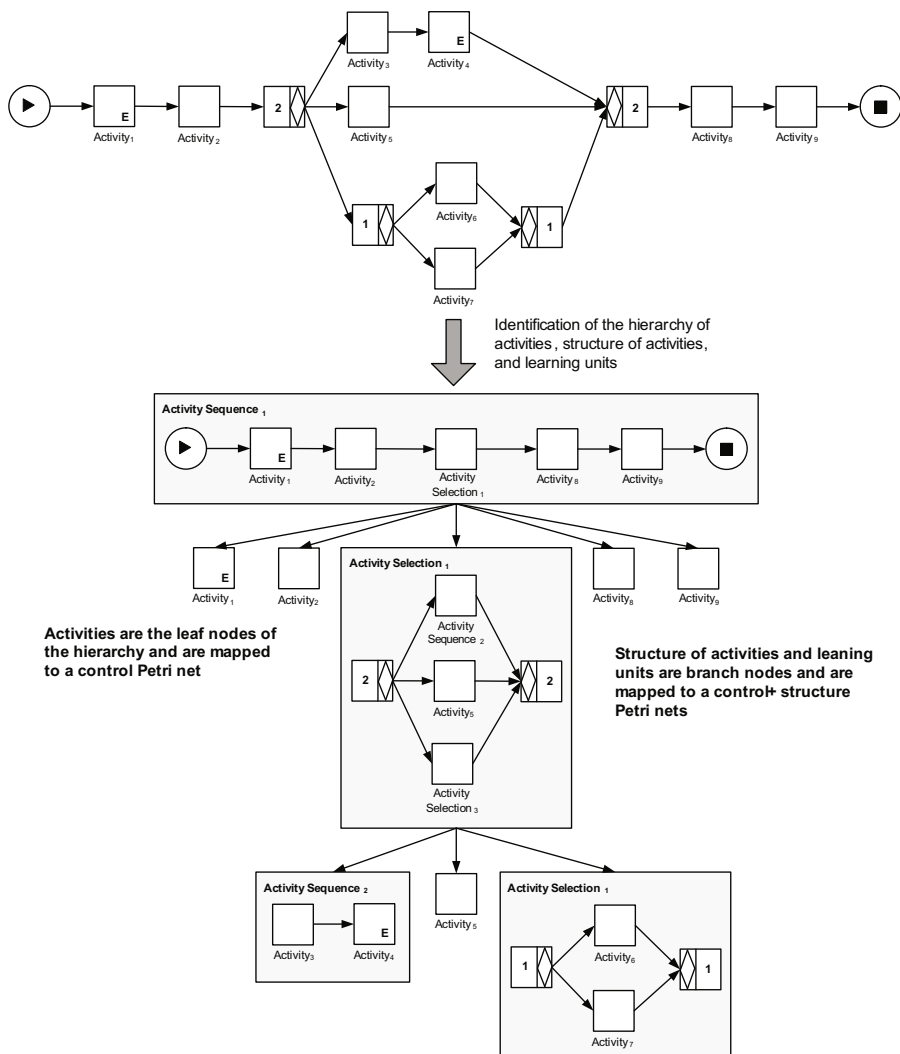 Activity₃
E
Activity₄
E
Activity₁
Activity₂
2
Activity₅
2
Activity₈
Activity₉
1
Activity₆
1
Activity₇
Identification of the hierarchy of
activities, structure of activities,
and learning units
Activity Sequence ₁
E
Activity₁
Activity₂
Activity
Selection ₁
Activity₈
Activity₉
E
Activity ₁
Activity₂
Activity₈
Activity₉
Activities are the leaf nodes of
the hierarchy and are mapped
to a control Petri net
Activity Selection ₁
Activity
Sequence ₂
2
2
Activity₅
Activity
Selection ₃
Structure of activities and leaning
units are branch nodes and are
mapped to a control+ structure
Petri nets
Activity Sequence ₂
Activity₃
E
Activity₄
Activity₅
Activity Selection ₁
1
Activity₆
1
Activity₇